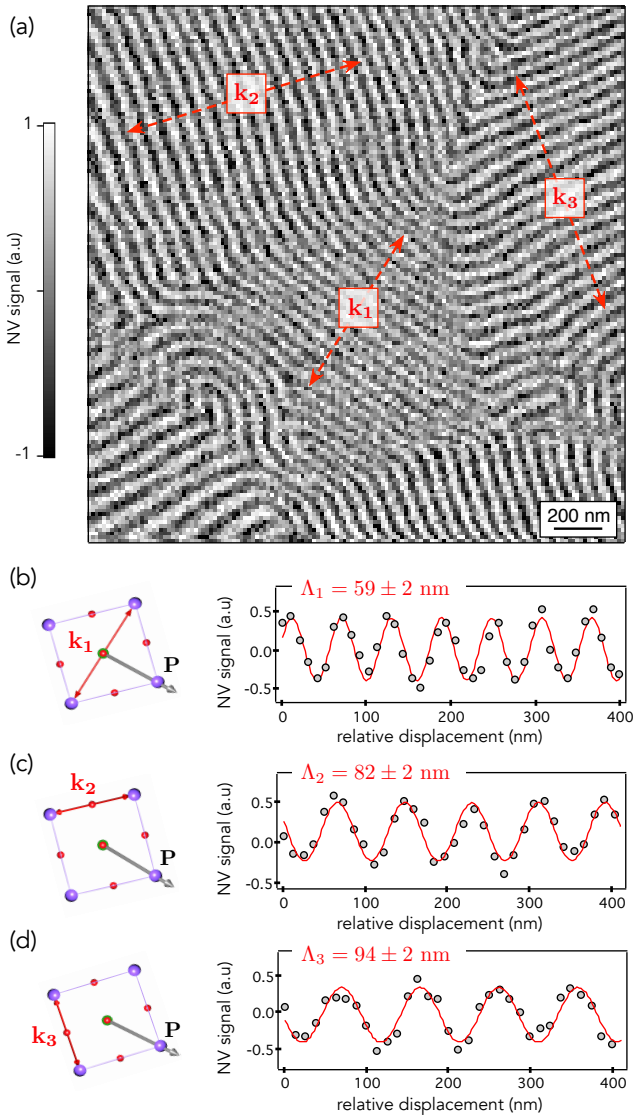 (a)
1
NV signal (a.u)
-1
k₂
k₃
k₁
200 nm
(b)
k₁
P
Λ₁ = 59 ± 2 nm
NV signal (a.u)
0.5
0.0
-0.5
0
100
200
300
400
relative displacement (nm)
(c)
k₂
P
Λ₂ = 82 ± 2 nm
NV signal (a.u)
0.5
0.0
-0.5
0
100
200
300
400
relative displacement (nm)
(d)
k₃
P
Λ₃ = 94 ± 2 nm
NV signal (a.u)
0.5
0.0
-0.5
0
100
200
300
400
relative displacement (nm)